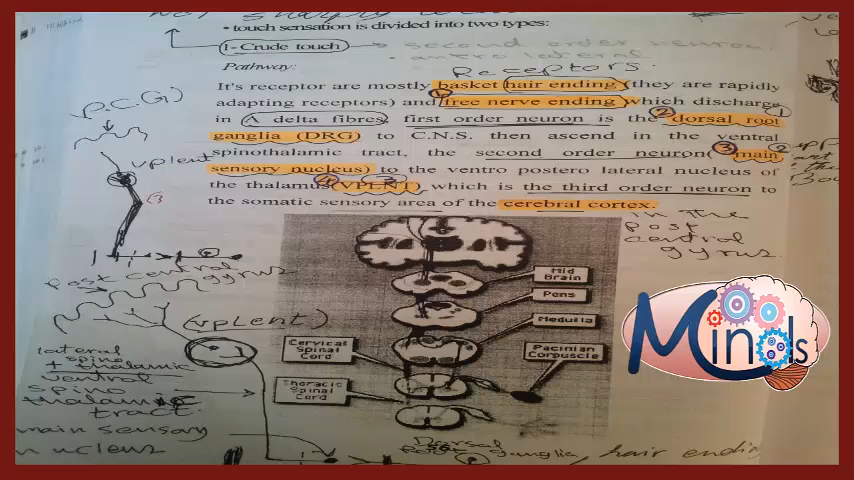 • touch sensation is divided into two types:
1- Crude touch → second order neuron
antro lateral
Pathway: Receptors.
It's receptor are mostly basket hair ending (they are rapidly
adapting receptors) and free nerve ending which discharge
in A delta fibres. first order neuron is the dorsal root
ganglia (DRG) to C.N.S. then ascend in the ventral
spinothalamic tract, the second order neuron (main
sensory nucleus) to the ventro postero lateral nucleus of
the thalamus (VPLNT) which is the third order neuron to
the somatic sensory area of the cerebral cortex.
in the
post
central
gyrus.
P.C.G)
vplent
Post central
gyrus
(vplent)
lateral
spino
+ thalamic
ventral
spino
thalamic
tract.
main sensory
nucleus
Mid
Brain
Pons
Medulla
Pacinian
Corpuscle
Cervical
Spinal
Cord
Thoracic
Spinal
Cord
Dorsal
ganglia, hair ending
Minds